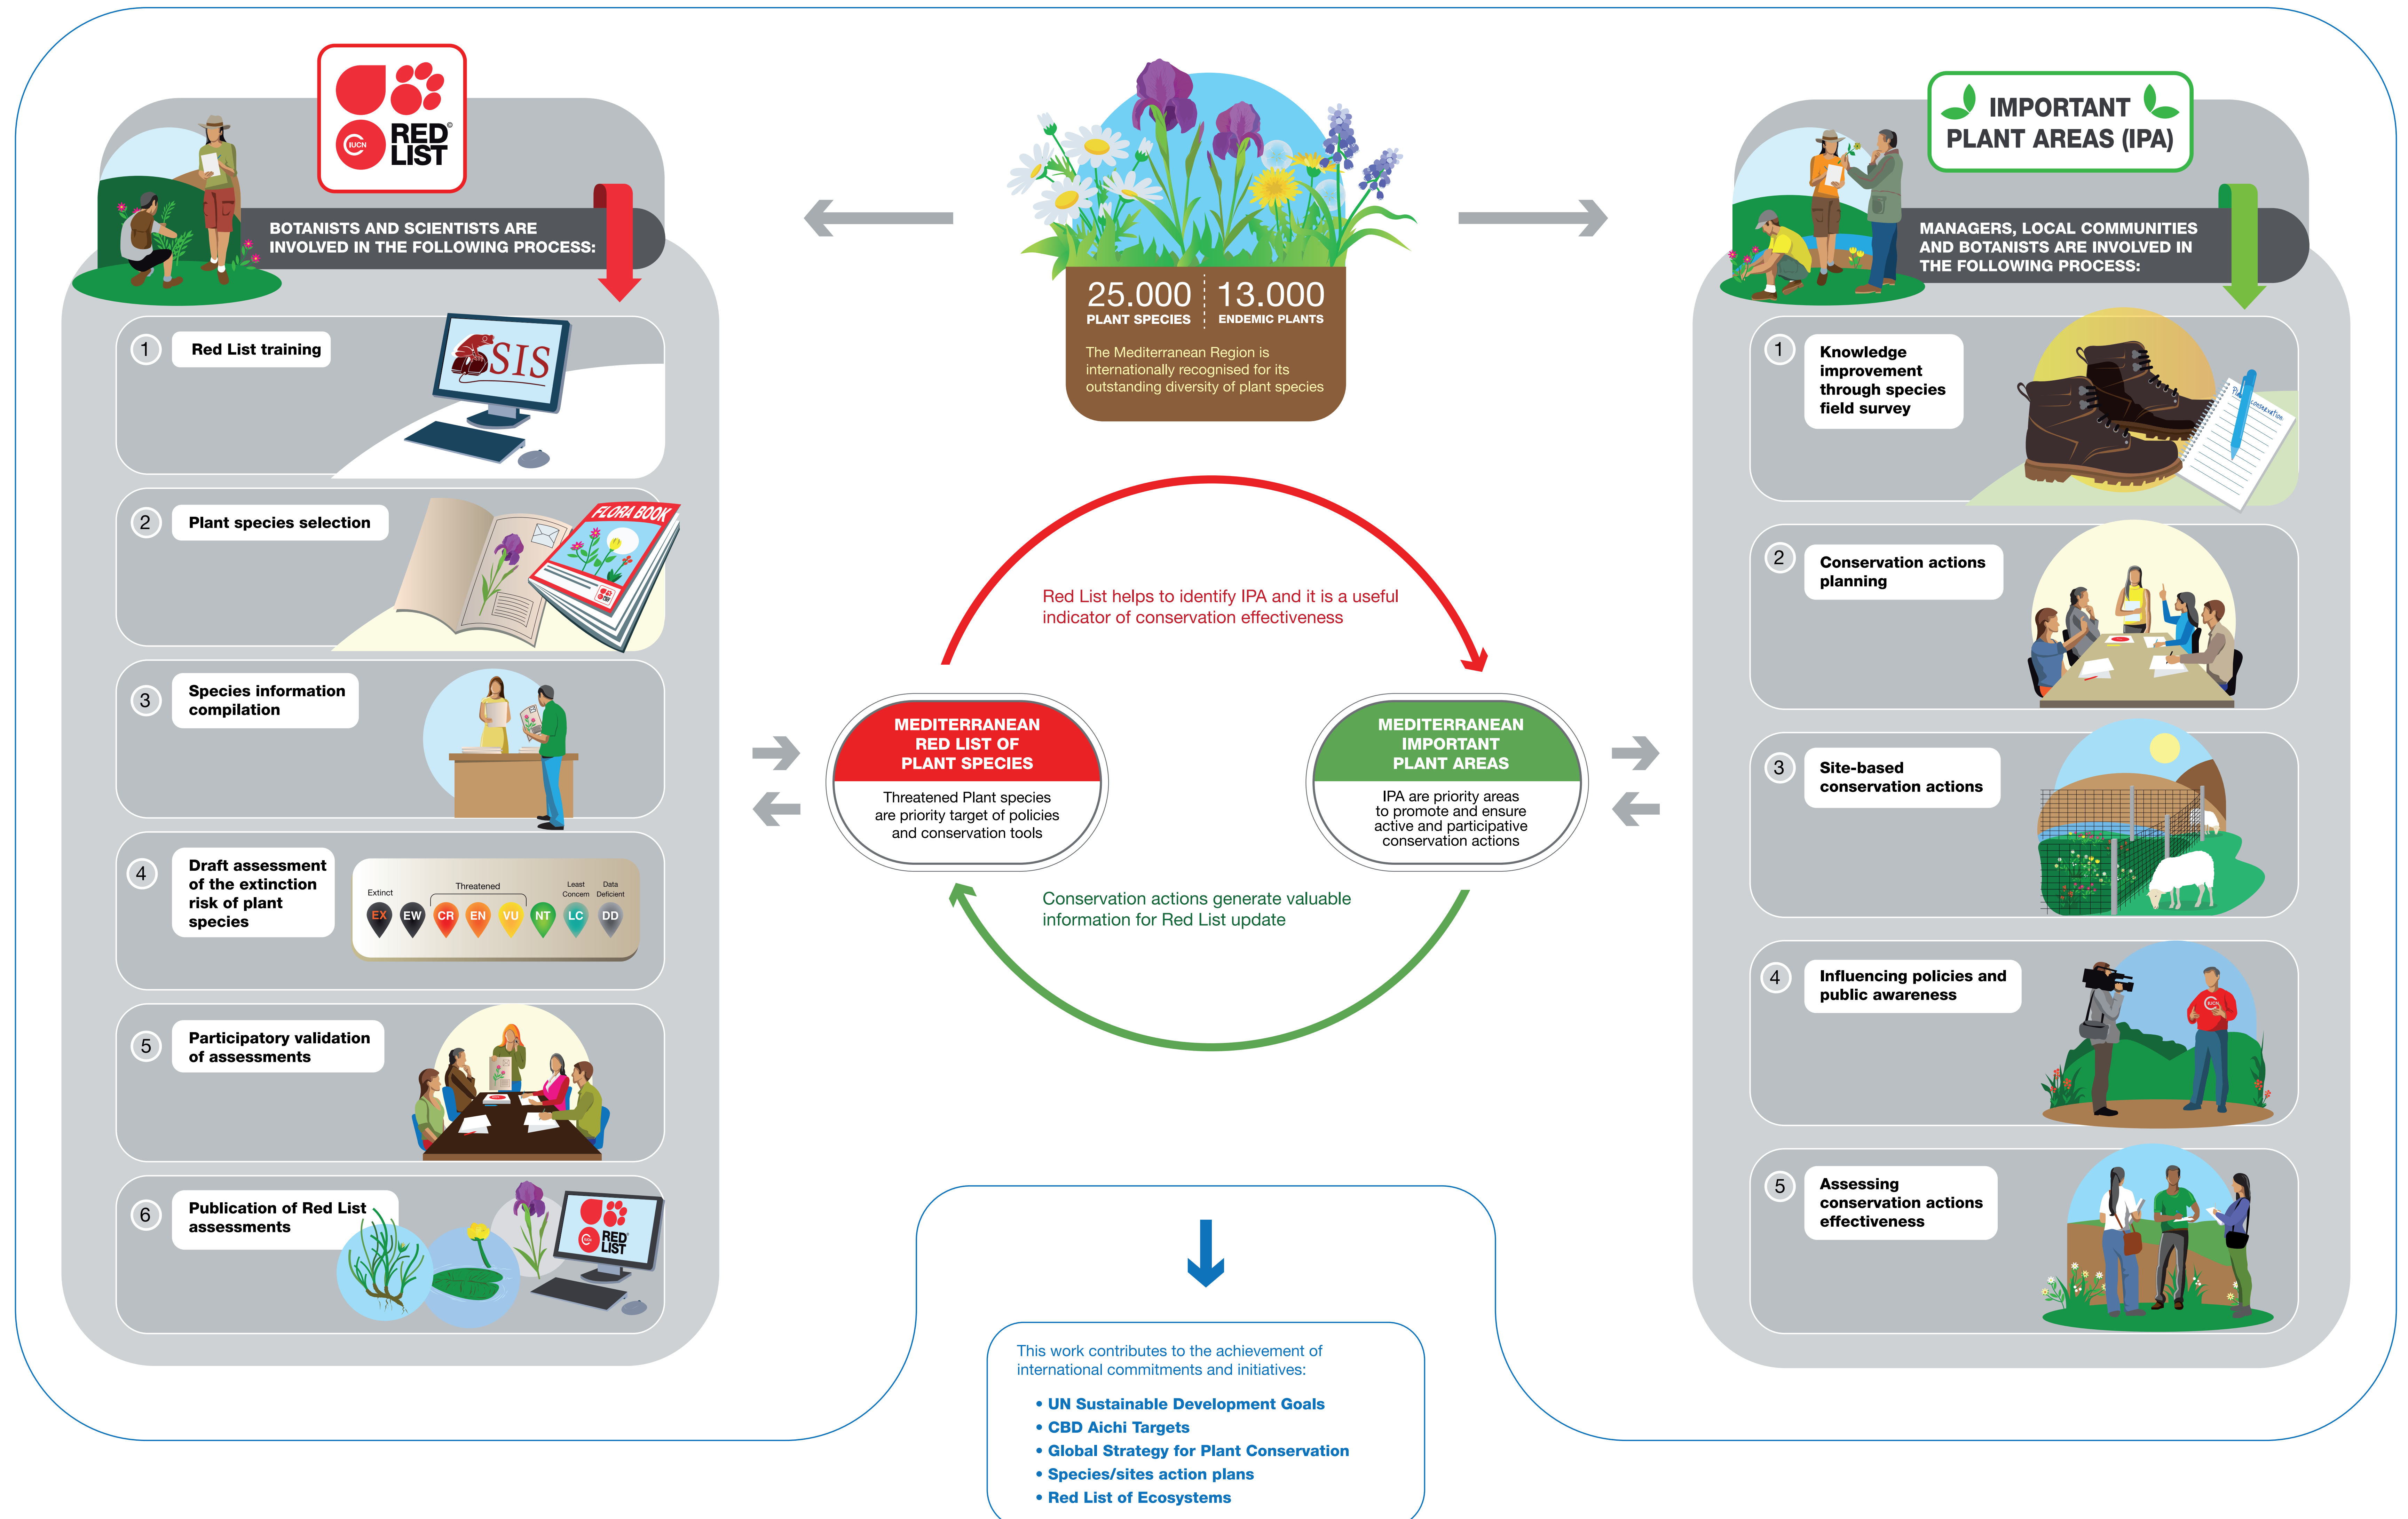 IUCN
RED
LIST
©
BOTANISTS AND SCIENTISTS ARE
INVOLVED IN THE FOLLOWING PROCESS:
1
Red List training
SIS
2
Plant species selection
FLORA BOOK
3
Species information
compilation
4
Draft assessment
of the extinction
risk of plant
species
Extinct
Threatened
Least
Concern
Data
Deficient
EX
EW
CR
EN
VU
NT
LC
DD
5
Participatory validation
of assessments
6
Publication of Red List
assessments
IUCN
RED
LIST
25.000
PLANT SPECIES
13.000
ENDEMIC PLANTS
The Mediterranean Region is
internationally recognised for its
outstanding diversity of plant species
Red List helps to identify IPA and it is a useful
indicator of conservation effectiveness
MEDITERRANEAN
RED LIST OF
PLANT SPECIES
Threatened Plant species
are priority target of policies
and conservation tools
MEDITERRANEAN
IMPORTANT
PLANT AREAS
IPA are priority areas
to promote and ensure
active and participative
conservation actions
Conservation actions generate valuable
information for Red List update
This work contributes to the achievement of
international commitments and initiatives:
• UN Sustainable Development Goals
• CBD Aichi Targets
• Global Strategy for Plant Conservation
• Species/sites action plans
• Red List of Ecosystems
IMPORTANT
PLANT AREAS (IPA)
MANAGERS, LOCAL COMMUNITIES
AND BOTANISTS ARE INVOLVED IN
THE FOLLOWING PROCESS:
1
Knowledge
improvement
through species
field survey
conservation
2
Conservation actions
planning
3
Site-based
conservation actions
4
Influencing policies and
public awareness
IUCN
5
Assessing
conservation actions
effectiveness